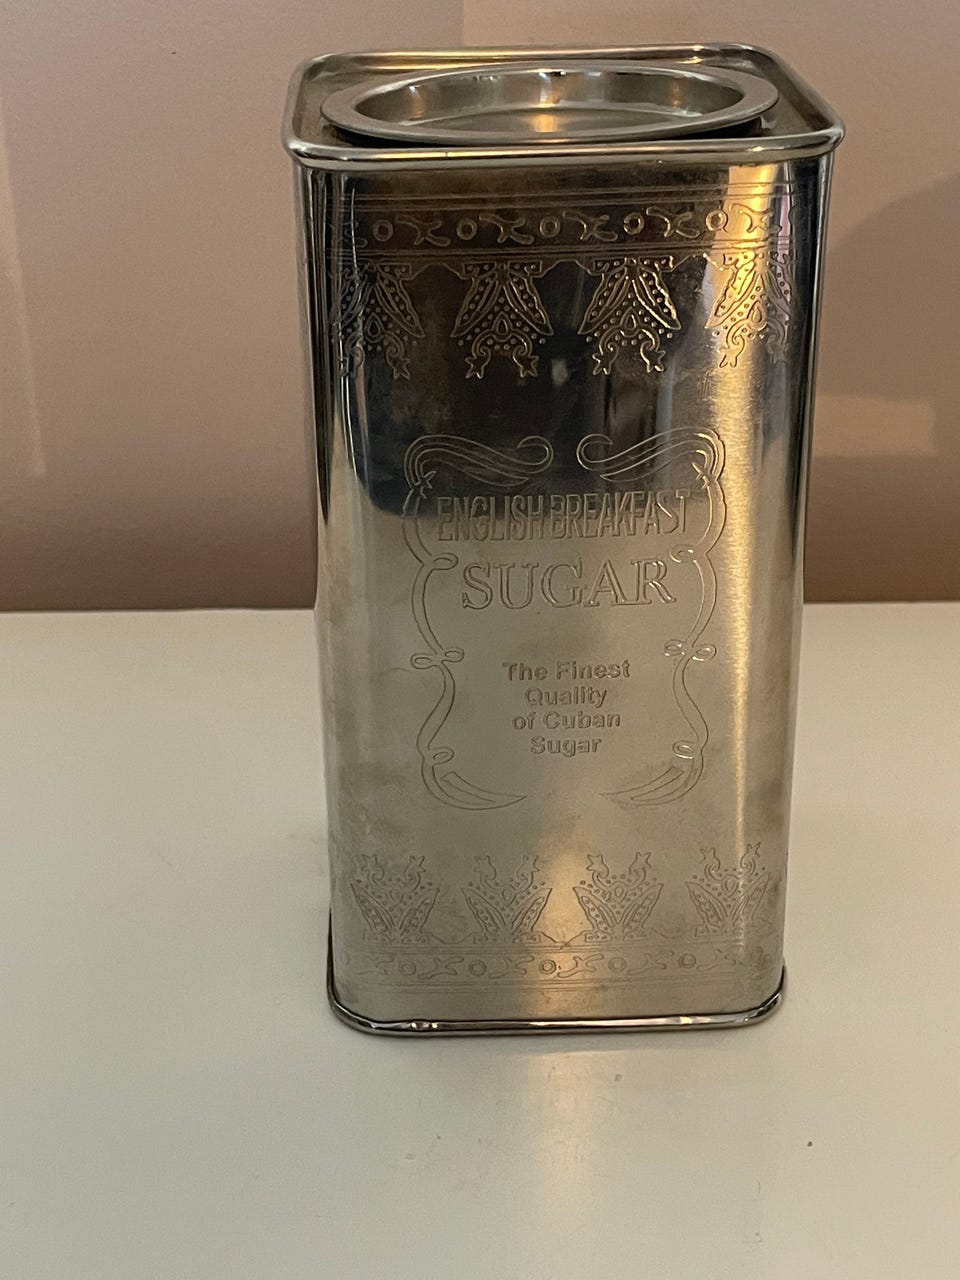 ENGLISH BREAKFAST
SUGAR
The Finest
Quality
of Cuban
Sugar